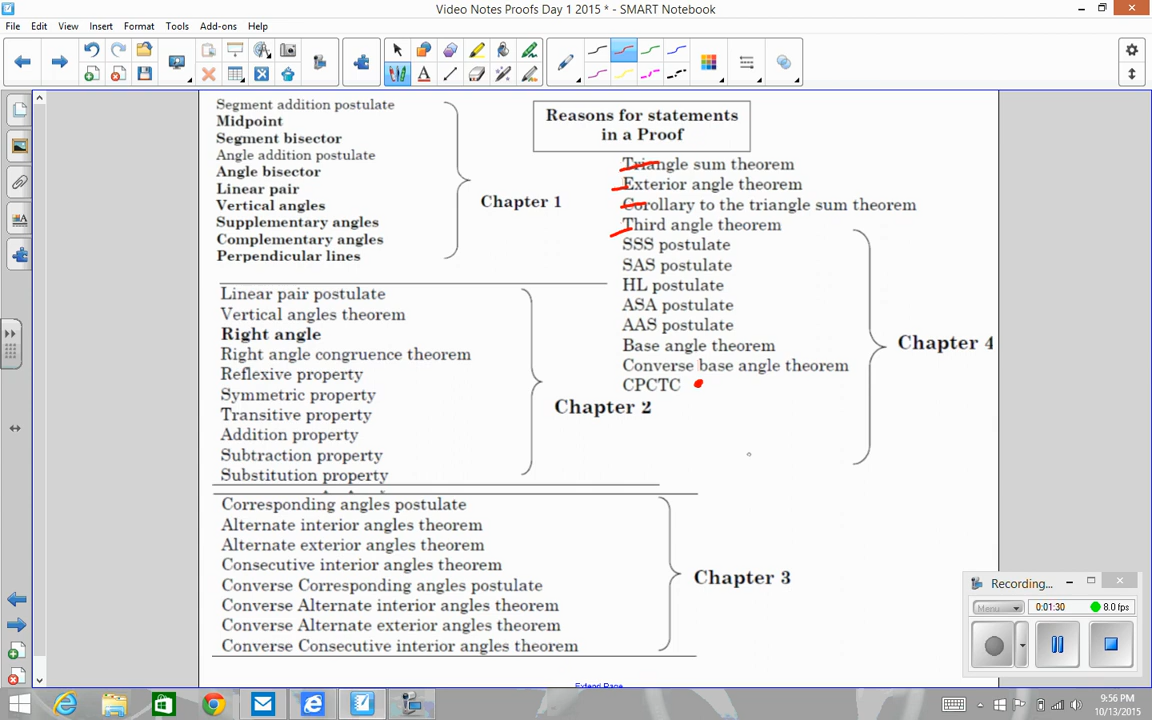 Video Notes Proofs Day 1 2015 * - SMART Notebook
File Edit View Insert Format Pages Tools Add-ons Help
Segment addition postulate
Midpoint
Segment bisector
Angle addition postulate
Angle bisector
Linear pair
Vertical angles
Supplementary angles
Complementary angles
Perpendicular lines
Chapter 1
Linear pair postulate
Vertical angles theorem
Right angle
Right angle congruence theorem
Reflexive property
Symmetric property
Transitive property
Addition property
Subtraction property
Substitution property
Chapter 2
Corresponding angles postulate
Alternate interior angles theorem
Alternate exterior angles theorem
Consecutive interior angles theorem
Converse Corresponding angles postulate
Converse Alternate interior angles theorem
Converse Alternate exterior angles theorem
Converse Consecutive interior angles theorem
Chapter 3
Reasons for statements
in a Proof
Triangle sum theorem
Exterior angle theorem
Corollary to the triangle sum theorem
Third angle theorem
SSS postulate
SAS postulate
HL postulate
ASA postulate
AAS postulate
Base angle theorem
Converse base angle theorem
CPCTC
Chapter 4
Extend Page
Recording...
Menu
0:01:30
8.0 fps
9:56 PM
10/13/2015